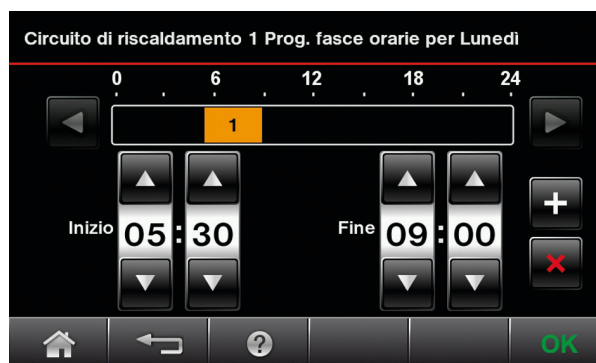 Circuito di riscaldamento 1 Prog. fasce orarie per Lunedì
0 6 12 18 24
1
Inizio 05:30 Fine 09:00
OK